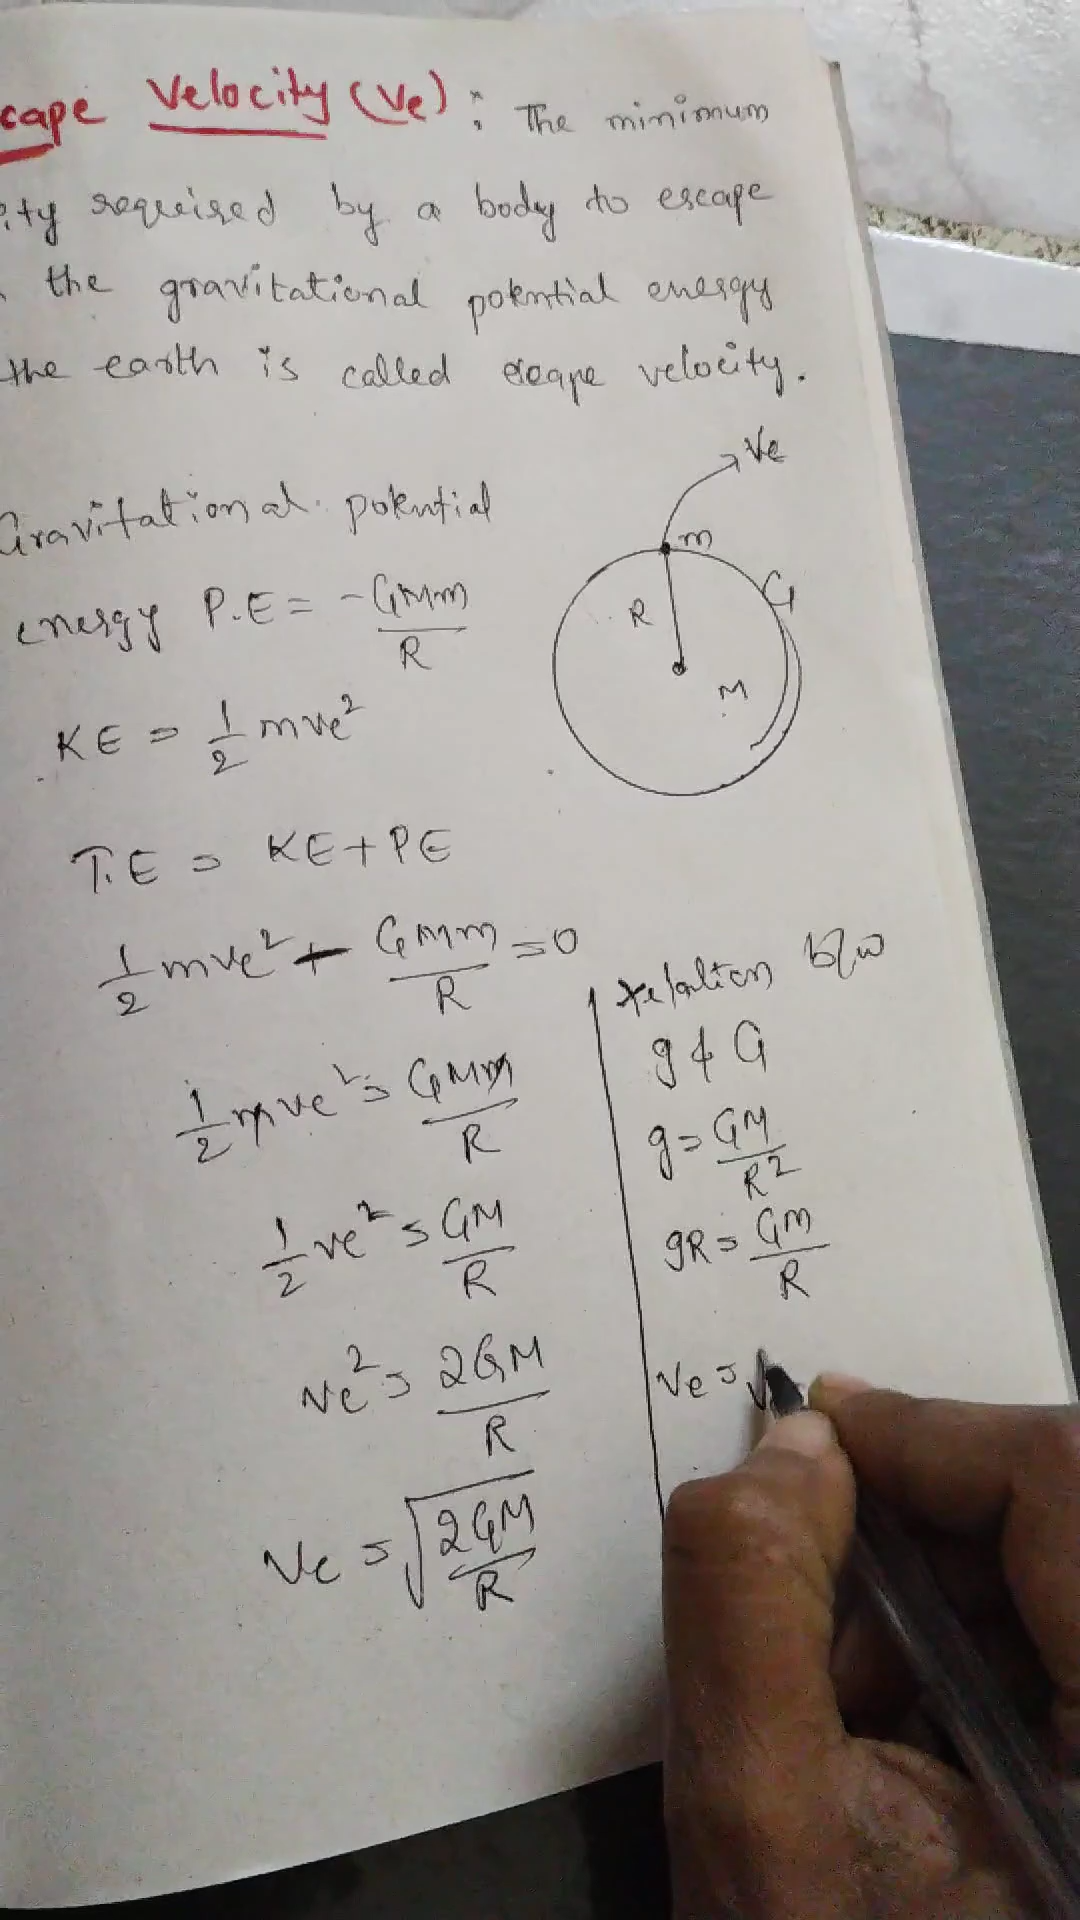 cape Velocity (Ve) : The minimum
ity required by a body to escape
the gravitational potential energy
the earth is called escape velocity.
Ve
m
G
R
M
Gravitational potential
energy P.E = -GMm/R
KE = 1/2 mve²
T.E = KE + PE
1/2 mve² - GMm/R = 0
1/2 mve² = GMm/R
1/2 ve² = GM/R
ve² = 2GM/R
Ve = √2GM/R
relation b/w
g & G
g = GM/R²
gR = GM/R
Ve = √